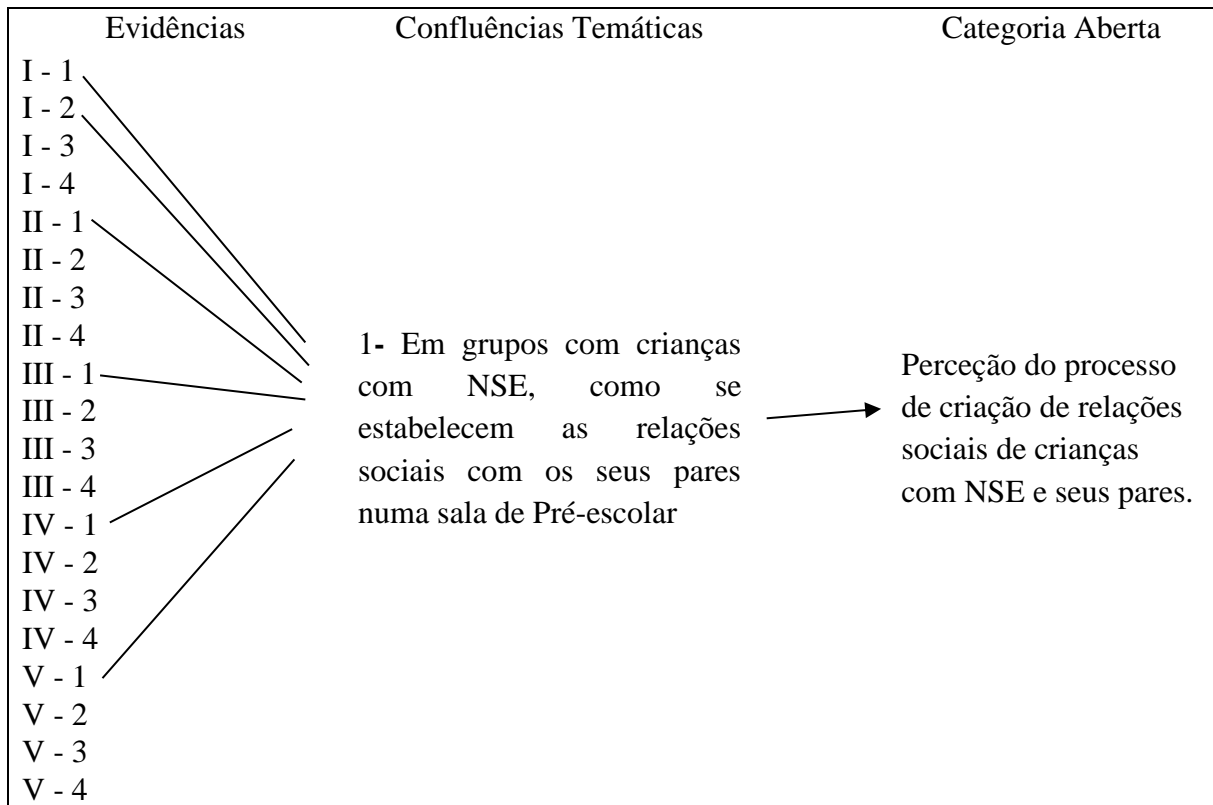 Evidências Confluências Temáticas Categoria Aberta
I - 1
I - 2
I - 3
I - 4
II - 1
II - 2
II - 3
II - 4
III - 1
III - 2
III - 3
III - 4
IV - 1
IV - 2
IV - 3
IV - 4
V - 1
V - 2
V - 3
V - 4
1- Em grupos com crianças
com NSE, como se
estabelecem as relações
sociais com os seus pares
numa sala de Pré-escolar
Perceção do processo
de criação de relações
sociais de crianças
com NSE e seus pares.